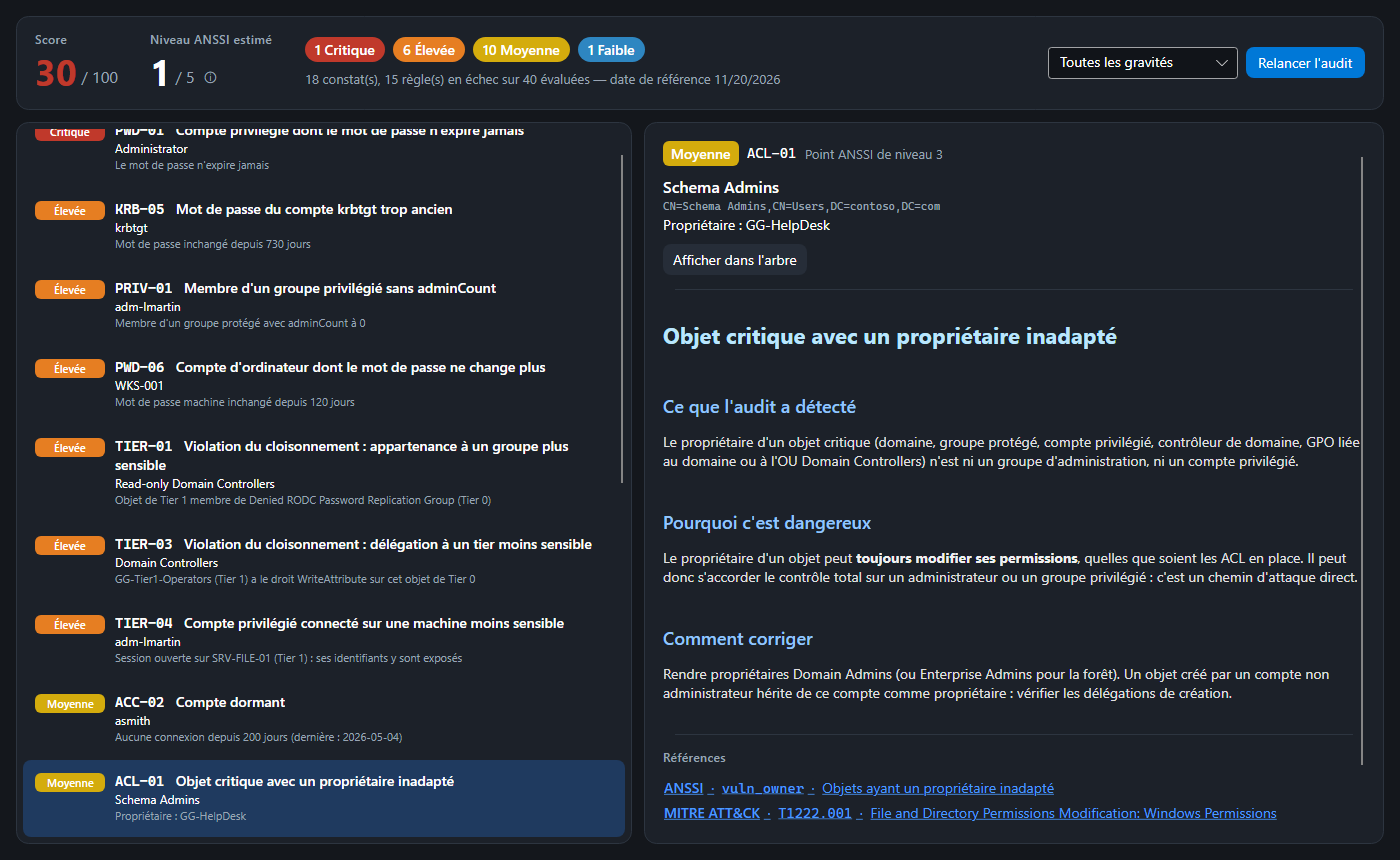 Score
30 / 100
Niveau ANSSI estimé
1 / 5
1 Critique
6 Élevée
10 Moyenne
1 Faible
18 constat(s), 15 règle(s) en échec sur 40 évaluées — date de référence 11/20/2026
Toutes les gravités
Relancer l'audit
Critique
PWD-01 Compte privilégié dont le mot de passe n'expire jamais
Administrator
Le mot de passe n'expire jamais
Élevée
KRB-05 Mot de passe du compte krbtgt trop ancien
krbtgt
Mot de passe inchangé depuis 730 jours
Élevée
PRIV-01 Membre d'un groupe privilégié sans adminCount
adm-lmartin
Membre d'un groupe protégé avec adminCount à 0
Élevée
PWD-06 Compte d'ordinateur dont le mot de passe ne change plus
WKS-001
Mot de passe machine inchangé depuis 120 jours
Élevée
TIER-01 Violation du cloisonnement : appartenance à un groupe plus
sensible
Read-only Domain Controllers
Objet de Tier 1 membre de Denied RODC Password Replication Group (Tier 0)
Élevée
TIER-03 Violation du cloisonnement : délégation à un tier moins sensible
Domain Controllers
GG-Tier1-Operators (Tier 1) a le droit WriteAttribute sur cet objet de Tier 0
Élevée
TIER-04 Compte privilégié connecté sur une machine moins sensible
adm-lmartin
Session ouverte sur SRV-FILE-01 (Tier 1) : ses identifiants y sont exposés
Moyenne
ACC-02 Compte dormant
asmith
Aucune connexion depuis 200 jours (dernière : 2026-05-04)
Moyenne
ACL-01 Objet critique avec un propriétaire inadapté
Schema Admins
Propriétaire : GG-HelpDesk
Moyenne ACL-01 Point ANSSI de niveau 3
Schema Admins
CN=Schema Admins,CN=Users,DC=contoso,DC=com
Propriétaire : GG-HelpDesk
Afficher dans l'arbre
Objet critique avec un propriétaire inadapté
Ce que l'audit a détecté
Le propriétaire d'un objet critique (domaine, groupe protégé, compte privilégié, contrôleur de domaine, GPO liée
au domaine ou à l'OU Domain Controllers) n'est ni un groupe d'administration, ni un compte privilégié.
Pourquoi c'est dangereux
Le propriétaire d'un objet peut toujours modifier ses permissions, quelles que soient les ACL en place. Il peut
donc s'accorder le contrôle total sur un administrateur ou un groupe privilégié : c'est un chemin d'attaque direct.
Comment corriger
Rendre propriétaires Domain Admins (ou Enterprise Admins pour la forêt). Un objet créé par un compte non
administrateur hérite de ce compte comme propriétaire : vérifier les délégations de création.
Références
ANSSI · vuln_owner · Objets ayant un propriétaire inadapté
MITRE ATT&CK · T1222.001 · File and Directory Permissions Modification: Windows Permissions